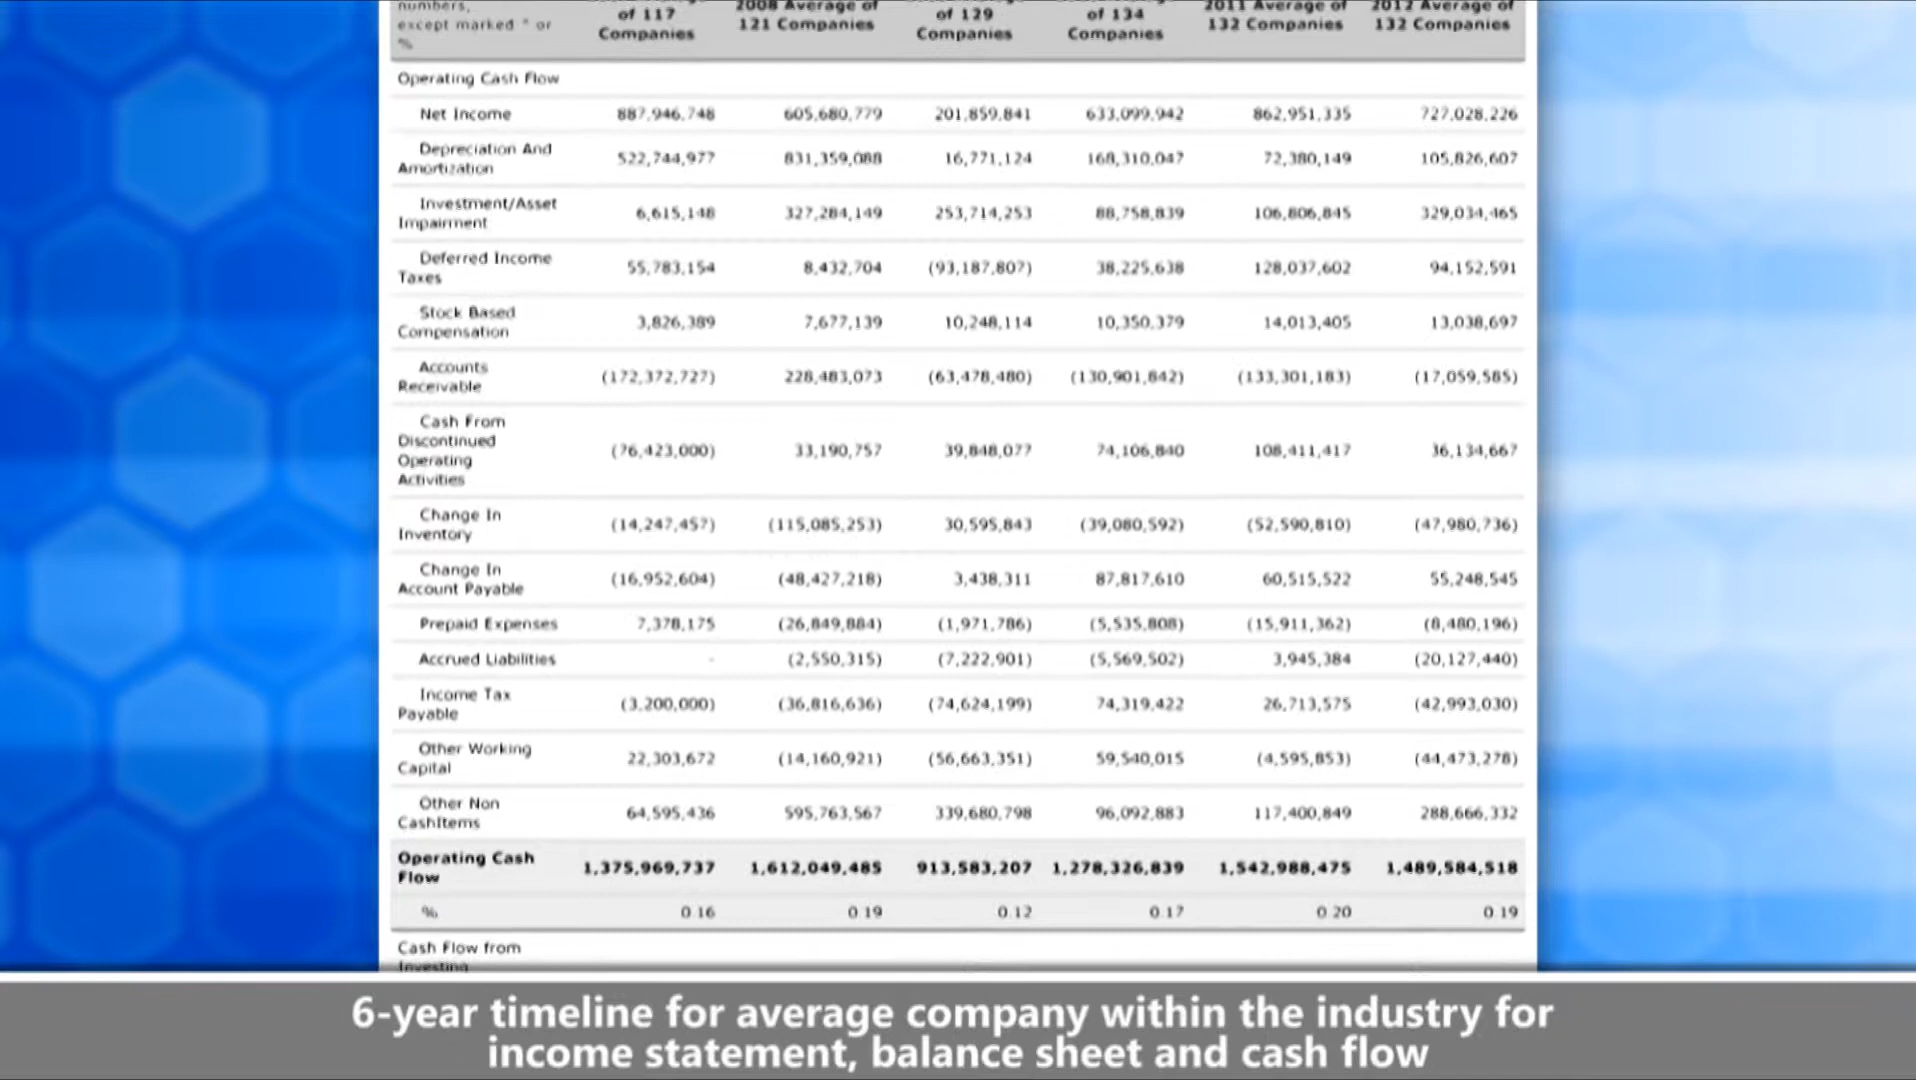 numbers,
except marked * or
%
of 117
Companies
2008 Average of
121 Companies
of 129
Companies
of 134
Companies
2011 Average of
132 Companies
2012 Average of
132 Companies
Operating Cash Flow
Net Income 887,946,748 605,680,779 201,859,841 633,099,942 862,951,335 727,028,226
Depreciation And
Amortization 522,744,977 831,359,088 16,771,124 168,310,047 72,380,149 105,826,607
Investment/Asset
Impairment 6,615,148 327,284,149 253,714,253 88,758,839 106,806,845 329,034,465
Deferred Income
Taxes 55,783,154 8,432,704 (93,187,807) 38,225,638 128,037,602 94,152,591
Stock Based
Compensation 3,826,389 7,677,139 10,248,114 10,350,379 14,013,405 13,038,697
Accounts
Receivable (172,372,727) 228,483,073 (63,478,480) (130,901,842) (133,301,183) (17,059,585)
Cash From
Discontinued
Operating
Activities (76,423,000) 33,190,757 39,848,077 74,106,840 108,411,417 36,134,667
Change In
Inventory (14,247,457) (115,085,253) 30,595,843 (39,080,592) (52,590,810) (47,980,736)
Change In
Account Payable (16,952,604) (48,427,218) 3,438,311 87,817,610 60,515,522 55,248,545
Prepaid Expenses 7,378,175 (26,849,884) (1,971,786) (5,535,808) (15,911,362) (8,480,196)
Accrued Liabilities - (2,550,315) (7,222,901) (5,569,502) 3,945,384 (20,127,440)
Income Tax
Payable (3,200,000) (36,816,636) (74,624,199) 74,319,422 26,713,575 (42,993,030)
Other Working
Capital 22,303,672 (14,160,921) (56,663,351) 59,540,015 (4,595,853) (44,473,278)
Other Non
CashItems 64,595,436 595,763,567 339,680,798 96,092,883 117,400,849 288,666,332
Operating Cash
Flow 1,375,969,737 1,612,049,485 913,583,207 1,278,326,839 1,542,988,475 1,489,584,518
% 0.16 0.19 0.12 0.17 0.20 0.19
Cash Flow from
Investing
6-year timeline for average company within the industry for
income statement, balance sheet and cash flow